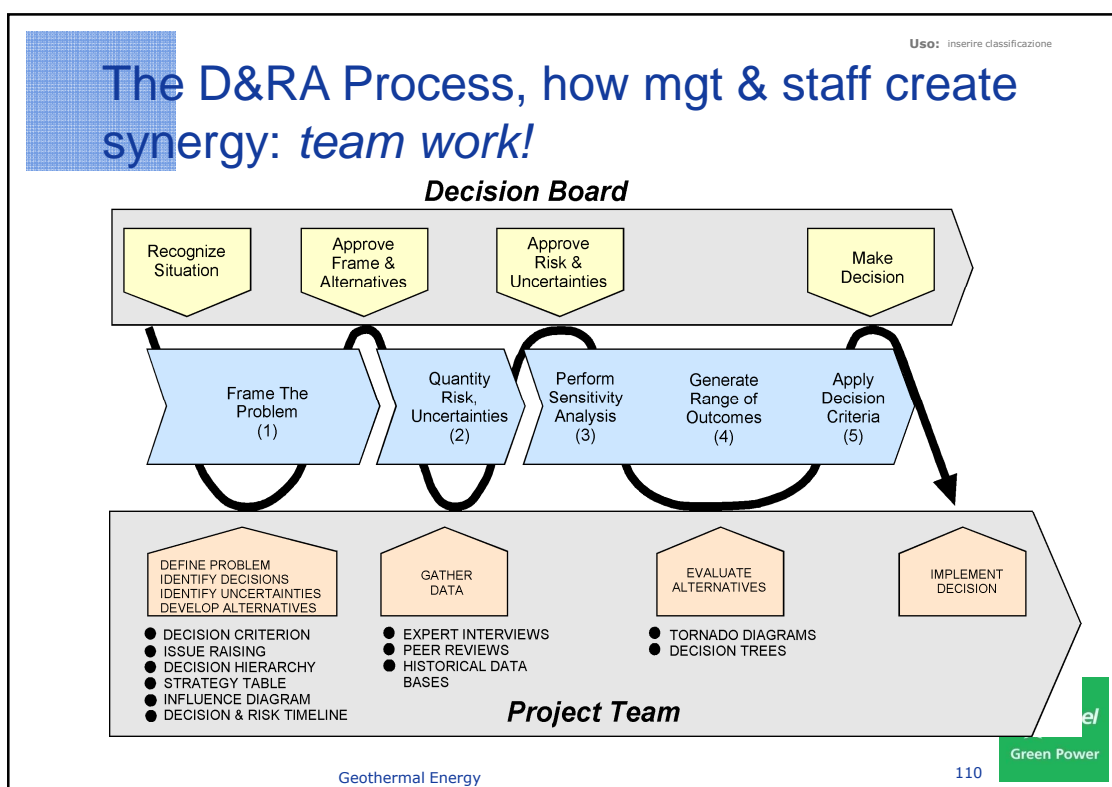 Uso: inserire classificazione
The D&RA Process, how mgt & staff create
synergy: team work!
Decision Board
Recognize
Situation
Approve
Frame &
Alternatives
Approve
Risk &
Uncertainties
Make
Decision
Frame The
Problem
(1)
Quantity
Risk,
Uncertainties
(2)
Perform
Sensitivity
Analysis
(3)
Generate
Range of
Outcomes
(4)
Apply
Decision
Criteria
(5)
DEFINE PROBLEM
IDENTIFY DECISIONS
IDENTIFY UNCERTAINTIES
DEVELOP ALTERNATIVES
GATHER
DATA
EVALUATE
ALTERNATIVES
IMPLEMENT
DECISION
● DECISION CRITERION
● ISSUE RAISING
● DECISION HIERARCHY
● STRATEGY TABLE
● INFLUENCE DIAGRAM
● DECISION & RISK TIMELINE
● EXPERT INTERVIEWS
● PEER REVIEWS
● HISTORICAL DATA
BASES
● TORNADO DIAGRAMS
● DECISION TREES
Project Team
el
Green Power
Geothermal Energy
110